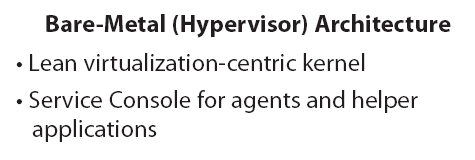 Bare-Metal (Hypervisor) Architecture
• Lean virtualization-centric kernel
• Service Console for agents and helper
applications